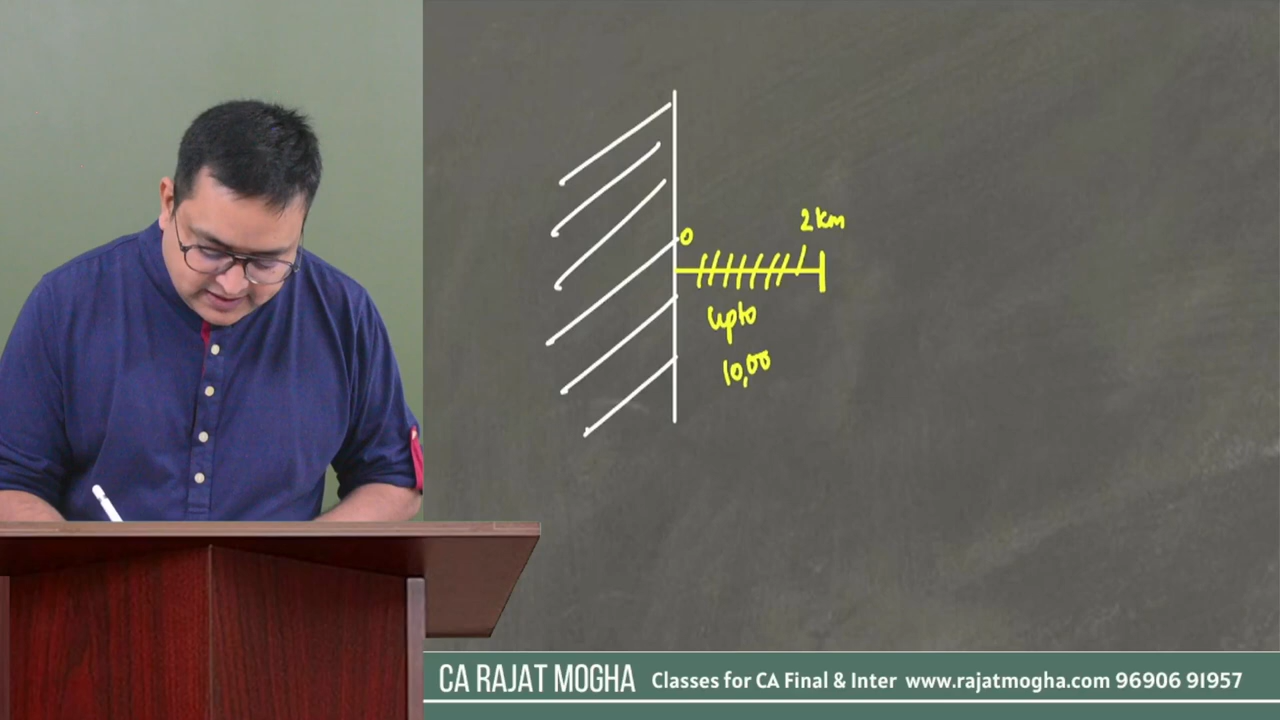 0
2 km
upto
10,00
CA RAJAT MOGHA Classes for CA Final & Inter www.rajatmogha.com 96906 91957